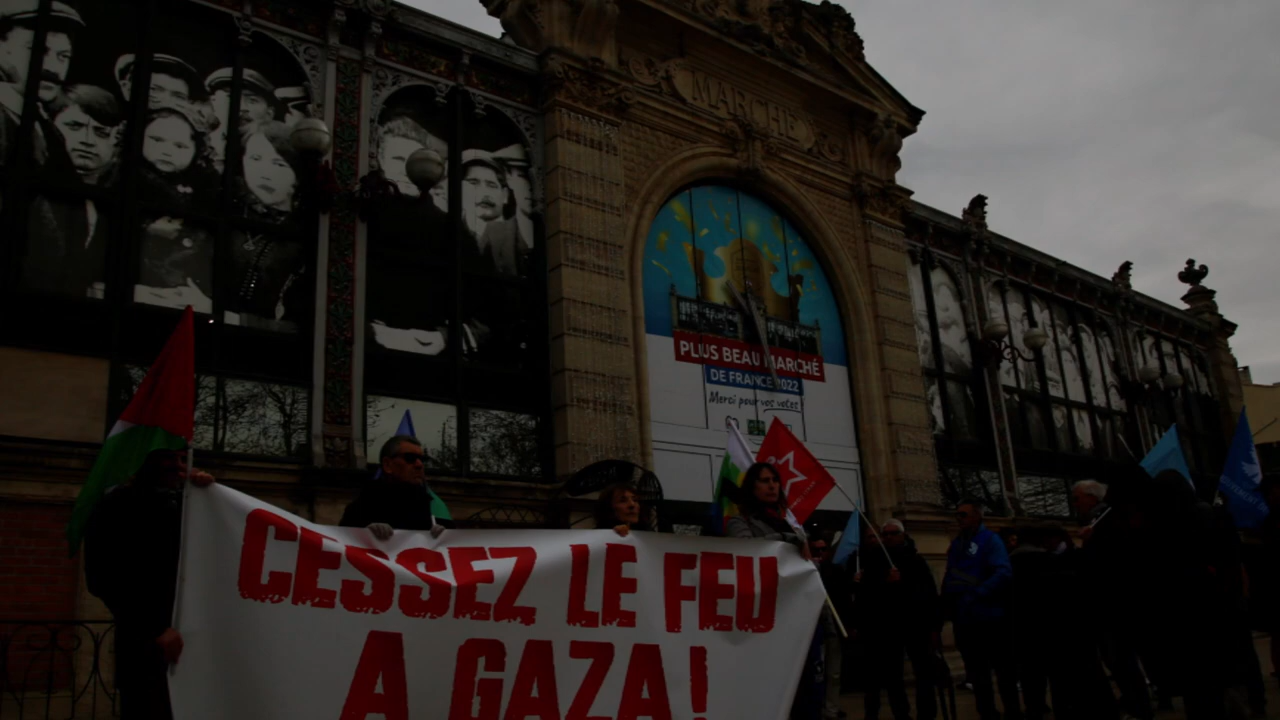 MARCHE
PLUS BEAU MARCHÉ
DE FRANCE 2022
Merci pour vos votes
CESSEZ LE FEU
A GAZA !